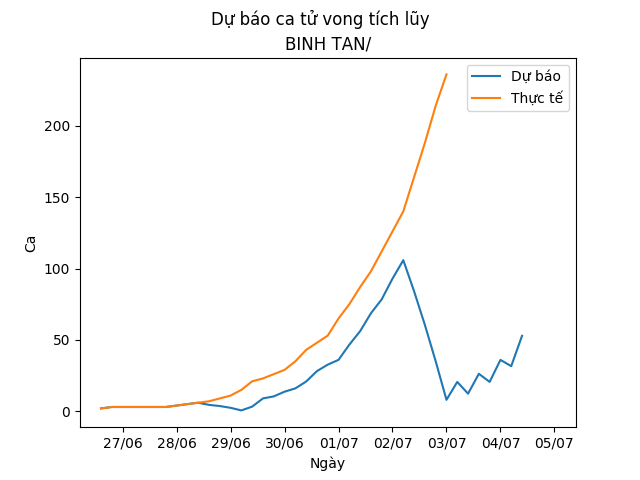 Dự báo ca tử vong tích lũy
BINH TAN/
Dự báo
Thực tế
Ca
200
150
100
50
0
27/06 28/06 29/06 30/06 01/07 02/07 03/07 04/07 05/07
Ngày